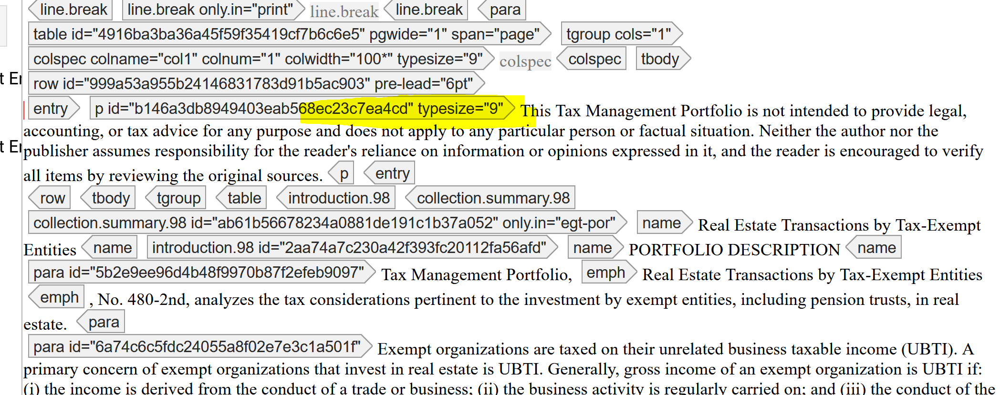 line.break line.break only.in="print" line.break line.break para
table id="4916ba3ba36a45f59f35419cf7b6c6e5" pgwide="1" span="page" tgroup cols="1"
colspec colname="col1" colnum="1" colwidth="100*" typesize="9" colspec colspec tbody
row id="999a53a955b24146831783d91b5ac903" pre-lead="6pt"
entry p id="b146a3db8949403eab568ec23c7ea4cd" typesize="9" This Tax Management Portfolio is not intended to provide legal,
accounting, or tax advice for any purpose and does not apply to any particular person or factual situation. Neither the author nor the
publisher assumes responsibility for the reader's reliance on information or opinions expressed in it, and the reader is encouraged to verify
all items by reviewing the original sources. p entry
row tbody tgroup table introduction.98 collection.summary.98
collection.summary.98 id="ab61b56678234a0881de191c1b37a052" only.in="egt-por" name Real Estate Transactions by Tax-Exempt
Entities name introduction.98 id="2aa74a7c230a42f393fc20112fa56afd" name PORTFOLIO DESCRIPTION name
para id="5b2e9ee96d4b48f9970b87f2efeb9097" Tax Management Portfolio, emph Real Estate Transactions by Tax-Exempt Entities
emph , No. 480-2nd, analyzes the tax considerations pertinent to the investment by exempt entities, including pension trusts, in real
estate. para
para id="6a74c6c5fdc24055a8f02e7e3c1a501f" Exempt organizations are taxed on their unrelated business taxable income (UBTI). A
primary concern of exempt organizations that invest in real estate is UBTI. Generally, gross income of an exempt organization is UBTI if:
(i) the income is derived from the conduct of a trade or business; (ii) the business activity is regularly carried on; and (iii) the conduct of the